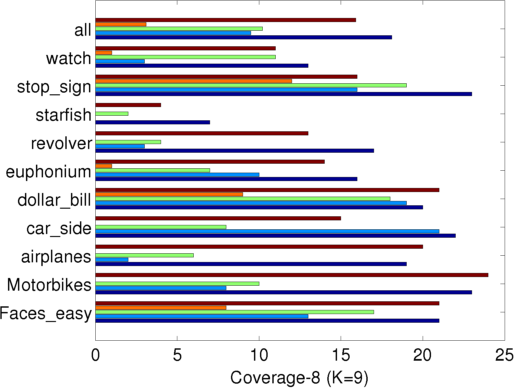 all
watch
stop_sign
starfish
revolver
euphonium
dollar_bill
car_side
airplanes
Motorbikes
Faces_easy
0 5 10 15 20 25
Coverage-8 (K=9)